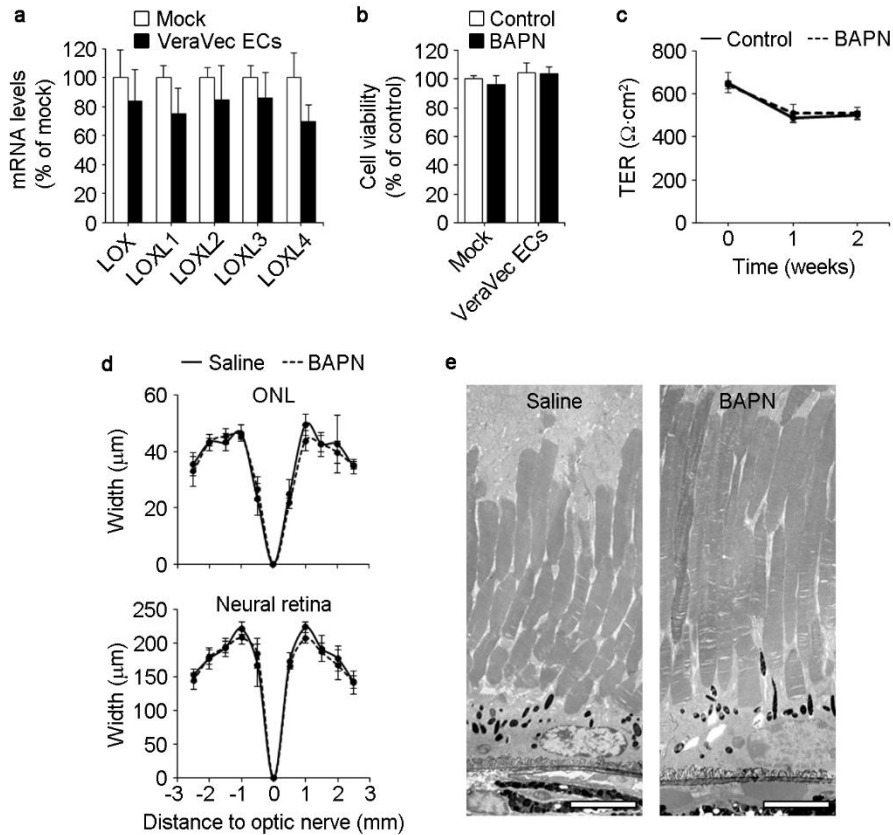 a
Mock
VeraVec ECs
mRNA levels
(% of mock)
120
100
80
60
40
20
0
LOX
LOXL1
LOXL2
LOXL3
LOXL4
b
Control
BAPN
Cell viability
(% of control)
120
100
80
60
40
20
0
Mock
VeraVec ECs
c
Control
BAPN
TER (Ω·cm²)
800
600
400
200
0
0 1 2
Time (weeks)
d
Saline
BAPN
ONL
Width (μm)
60
40
20
0
Neural retina
Width (μm)
250
200
150
100
50
0
-3 -2 -1 0 1 2 3
Distance to optic nerve (mm)
e
Saline
BAPN